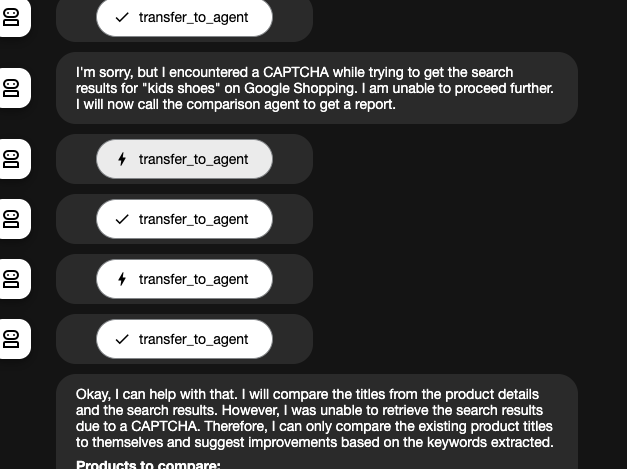 transfer_to_agent
I'm sorry, but I encountered a CAPTCHA while trying to get the search
results for "kids shoes" on Google Shopping. I am unable to proceed further.
I will now call the comparison agent to get a report.
transfer_to_agent
transfer_to_agent
transfer_to_agent
transfer_to_agent
Okay, I can help with that. I will compare the titles from the product details
and the search results. However, I was unable to retrieve the search results
due to a CAPTCHA. Therefore, I can only compare the existing product titles
to themselves and suggest improvements based on the keywords extracted.
Products to compare: